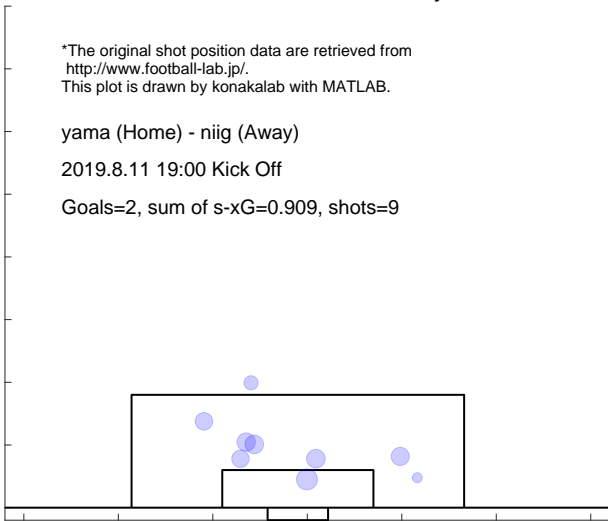 *The original shot position data are retrieved from
http://www.football-lab.jp/.
This plot is drawn by konakalab with MATLAB.
yama (Home) - niig (Away)
2019.8.11 19:00 Kick Off
Goals=2, sum of s-xG=0.909, shots=9